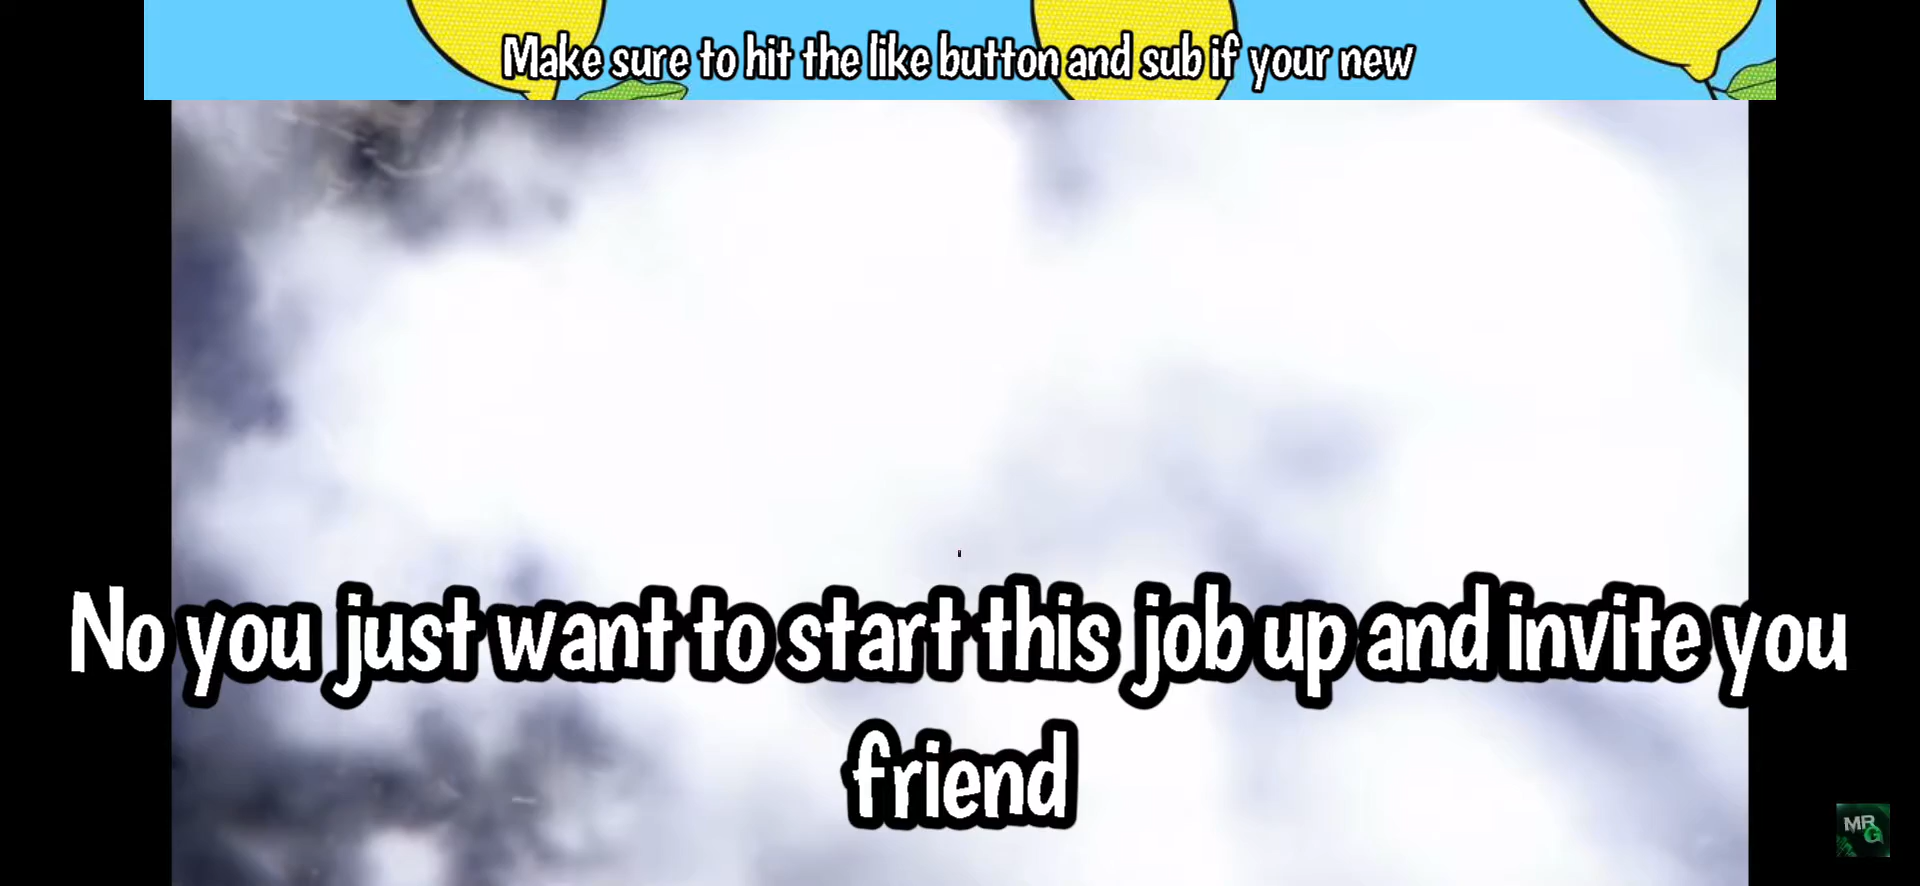 Make sure to hit the like button and sub if your new
No you just want to start this job up and invite you
friend
MR
G